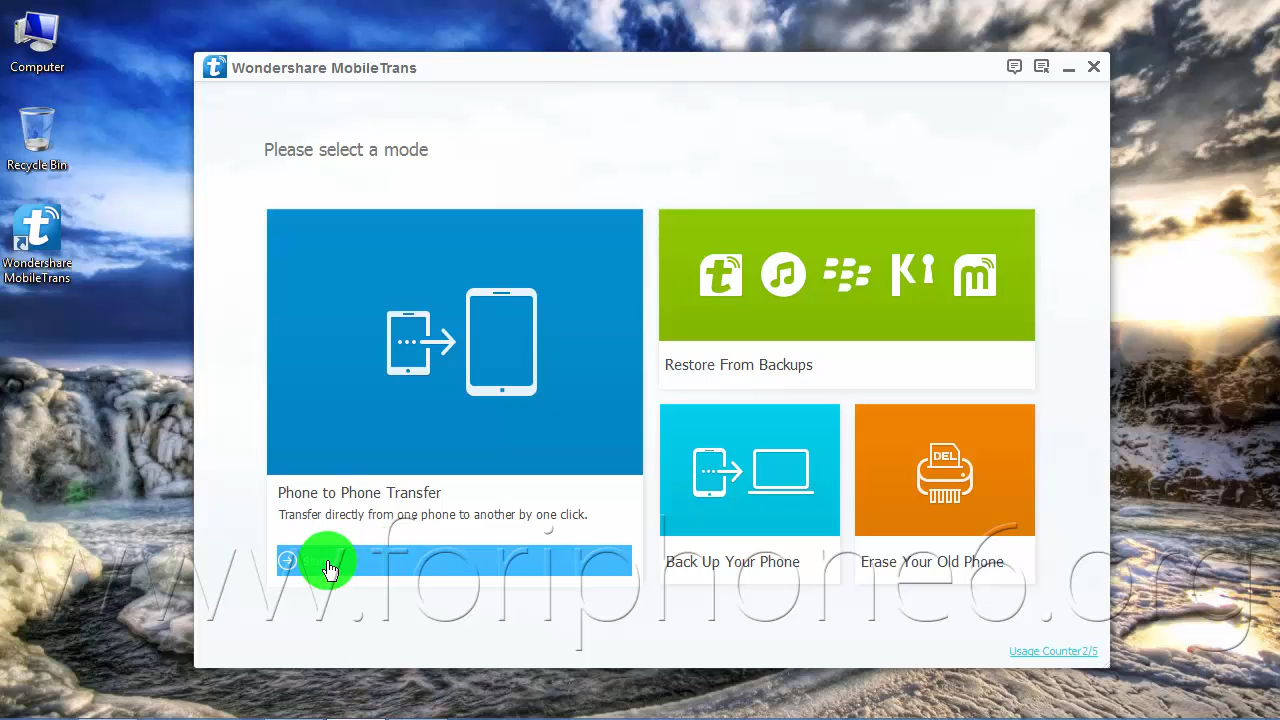 Computer
Recycle Bin
Wondershare
MobileTrans
Wondershare MobileTrans
Please select a mode
Phone to Phone Transfer
Transfer directly from one phone to another by one click.
Restore From Backups
DEL
Back Up Your Phone
Erase Your Old Phone
www.foriphone6.org
Usage Counter2/5